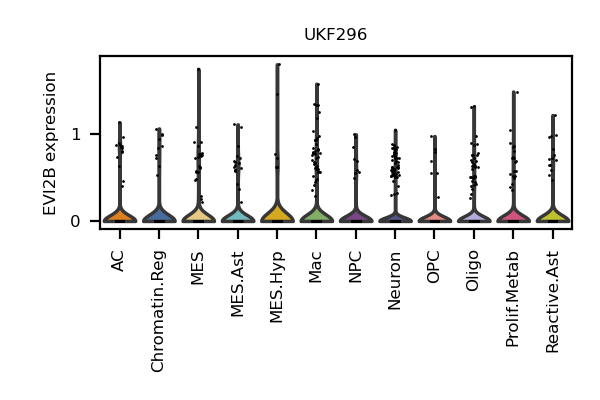 UKF296
EVI2B expression
1
0
AC
Chromatin.Reg
MES
MES.Ast
MES.Hyp
Mac
NPC
Neuron
OPC
Oligo
Prolif.Metab
Reactive.Ast